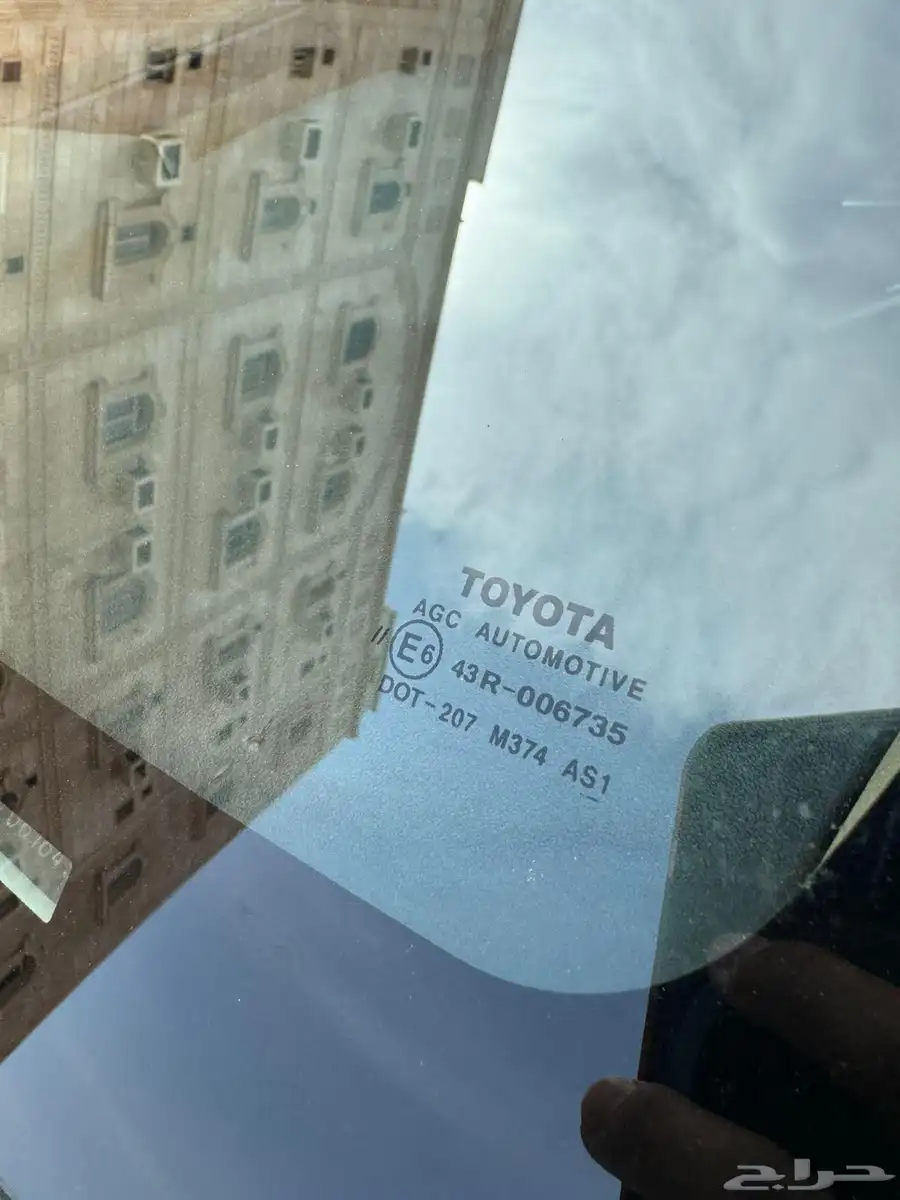 TOYOTA
AGC AUTOMOTIVE
// E6 43R-006735
DOT-207 M374 AS1
حراج